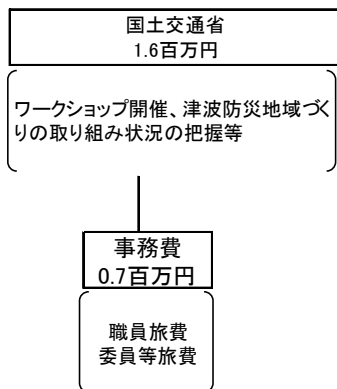 国土交通省
1.6百万円
ワークショップ開催、津波防災地域づく
りの取り組み状況の把握等
事務費
0.7百万円
職員旅費
委員等旅費